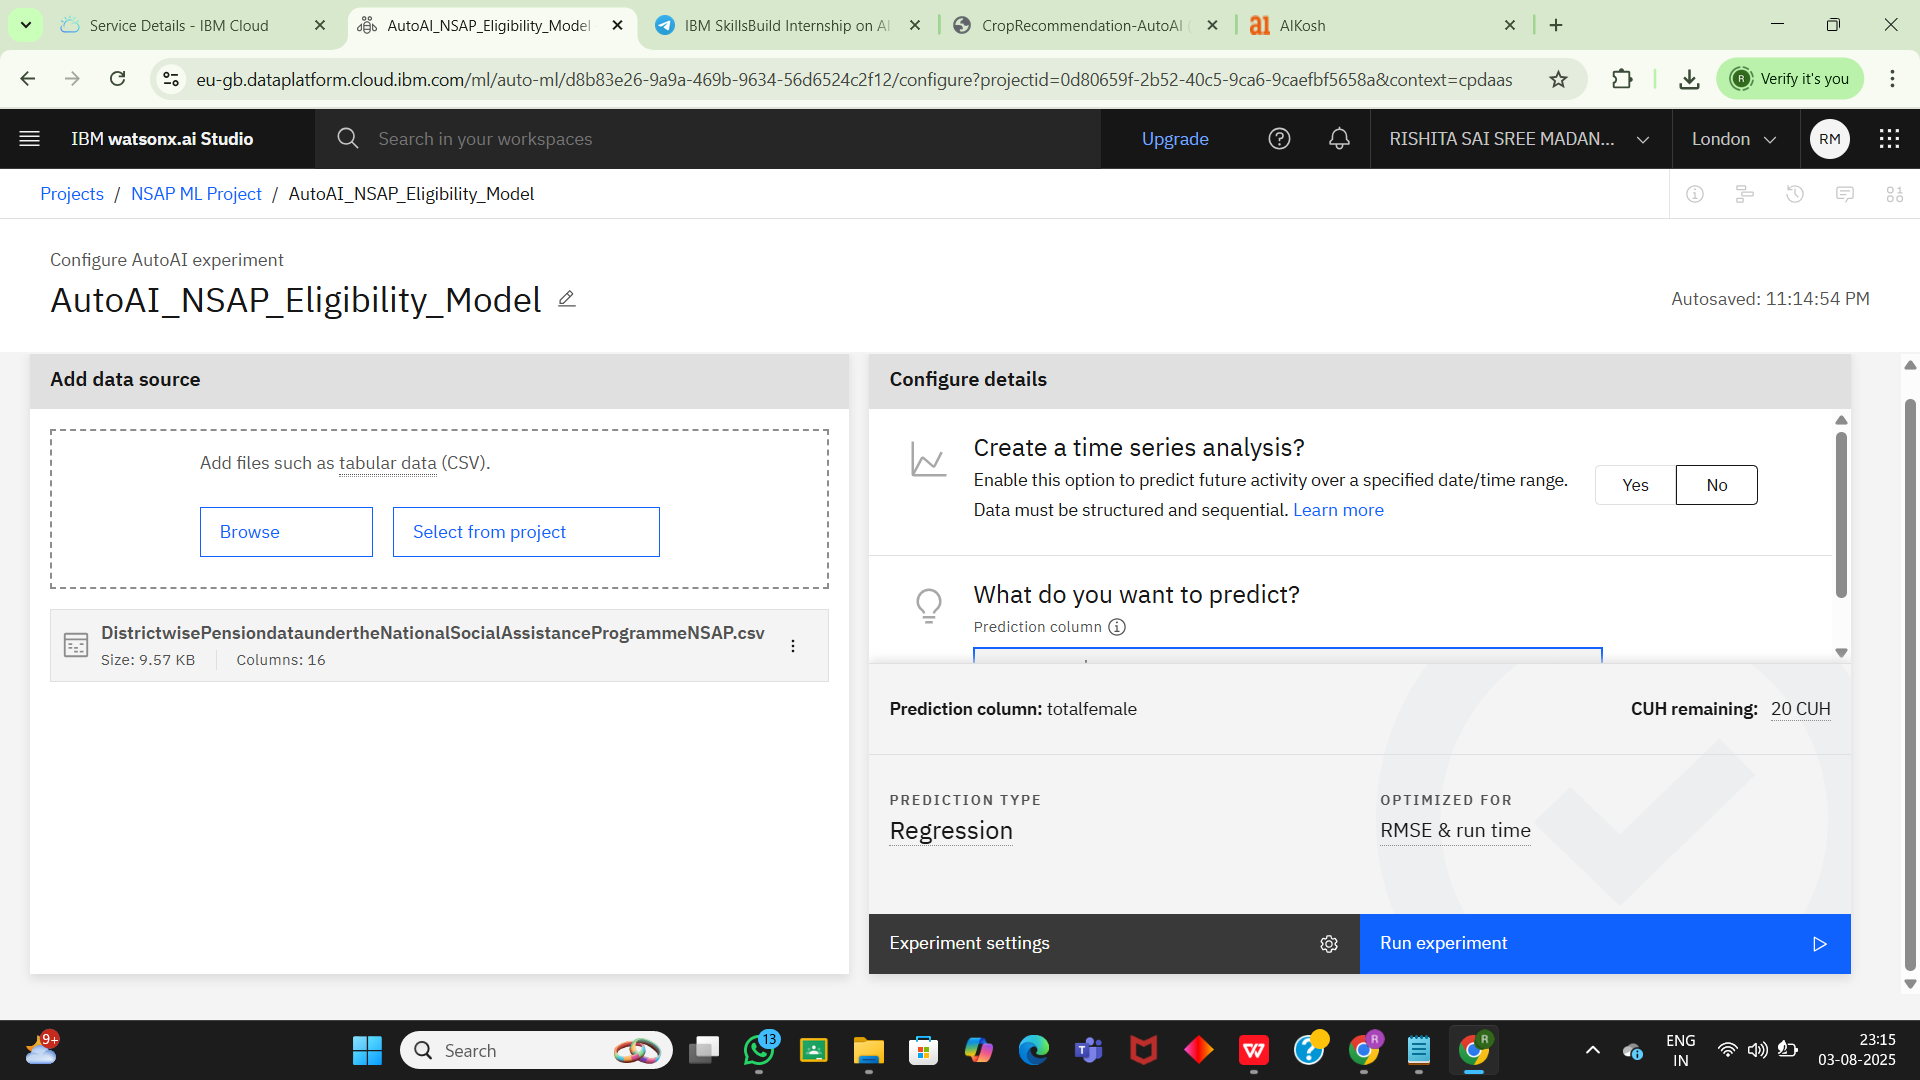 Service Details - IBM Cloud
AutoAI_NSAP_Eligibility_Model
IBM SkillsBuild Internship on AI
CropRecommendation-AutoAI (
AIKosh
eu-gb.dataplatform.cloud.ibm.com/ml/auto-ml/d8b83e26-9a9a-469b-9634-56d6524c2f12/configure?projectid=0d80659f-2b52-40c5-9ca6-9caefbf5658a&context=cpdaas
R
Verify it's you
IBM watsonx.ai Studio
Search in your workspaces
Upgrade
RISHITA SAI SREE MADAN...
London
RM
Projects / NSAP ML Project / AutoAI_NSAP_Eligibility_Model
Configure AutoAI experiment
AutoAI_NSAP_Eligibility_Model
Autosaved: 11:14:54 PM
Add data source
Add files such as tabular data (CSV).
Browse
Select from project
DistrictwisePensiondataundertheNationalSocialAssistanceProgrammeNSAP.csv
Size: 9.57 KB
Columns: 16
Configure details
Create a time series analysis?
Enable this option to predict future activity over a specified date/time range.
Data must be structured and sequential. Learn more
Yes
No
What do you want to predict?
Prediction column
Prediction column: totalfemale
CUH remaining: 20 CUH
PREDICTION TYPE
Regression
OPTIMIZED FOR
RMSE & run time
Experiment settings
Run experiment
9+
Search
13
R
R
ENG
IN
23:15
03-08-2025